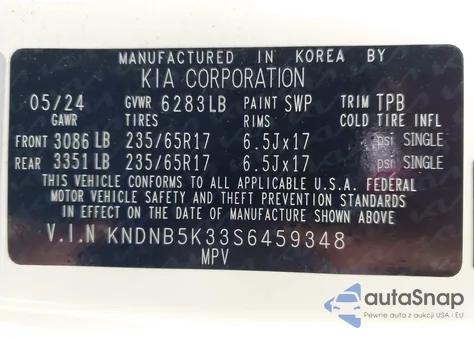 MANUFACTURED IN KOREA BY
KIA CORPORATION
05/24 GVWR 6283LB PAINT SWP TRIM TPB
GAWR TIRES RIMS COLD TIRE INFL
FRONT 3086 LB 235/65R17 6.5Jx17 psi SINGLE
REAR 3351 LB 235/65R17 6.5Jx17 psi SINGLE
THIS VEHICLE CONFORMS TO ALL APPLICABLE U.S. FEDERAL
MOTOR VEHICLE SAFETY AND THEFT PREVENTION STANDARDS
IN EFFECT ON THE DATE OF MANUFACTURE SHOWN ABOVE.
V.I.N KNDNB5K33S6459348
MPV
autoSnap
Pewne auta z aukcji USA i EU